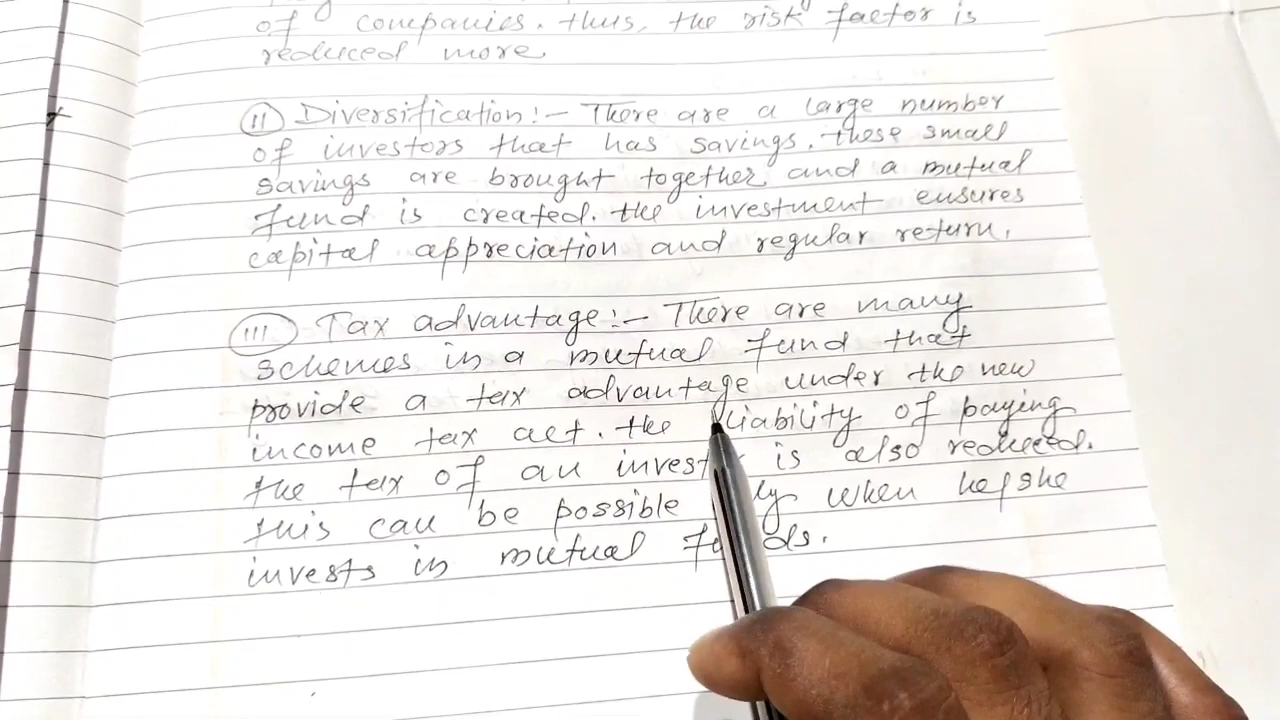 of companies. thus, the risk factor is
reduced more
(II) Diversification:- There are a large number
of investors that has savings. these small
savings are brought together and a mutual
fund is created. the investment ensures
capital appreciation and regular return.
(III) Tax advantage:- There are many
schemes in a mutual fund that
provide a tax advantage under the new
income tax act. the liability of paying
the tax of an is also reduced.
this can be possible when he/she
invests in mutual